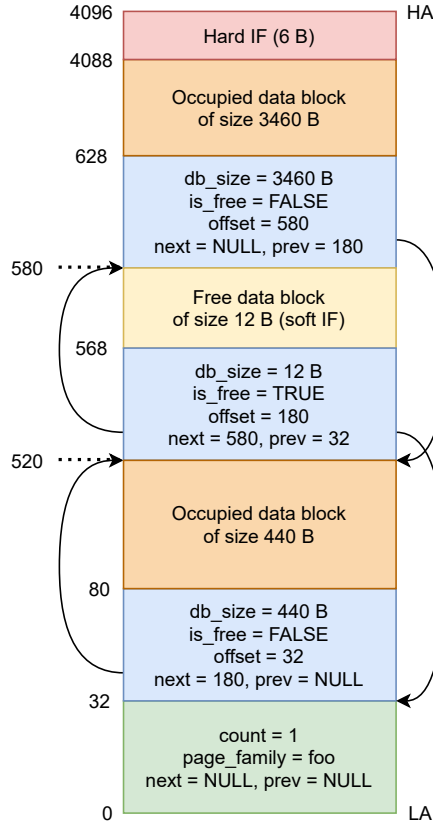 4096
HA
Hard IF (6 B)
4088
Occupied data block
of size 3460 B
628
db_size = 3460 B
is_free = FALSE
offset = 580
next = NULL, prev = 180
580
Free data block
of size 12 B (soft IF)
568
db_size = 12 B
is_free = TRUE
offset = 180
next = 580, prev = 32
520
Occupied data block
of size 440 B
80
db_size = 440 B
is_free = FALSE
offset = 32
next = 180, prev = NULL
32
count = 1
page_family = foo
next = NULL, prev = NULL
0
LA